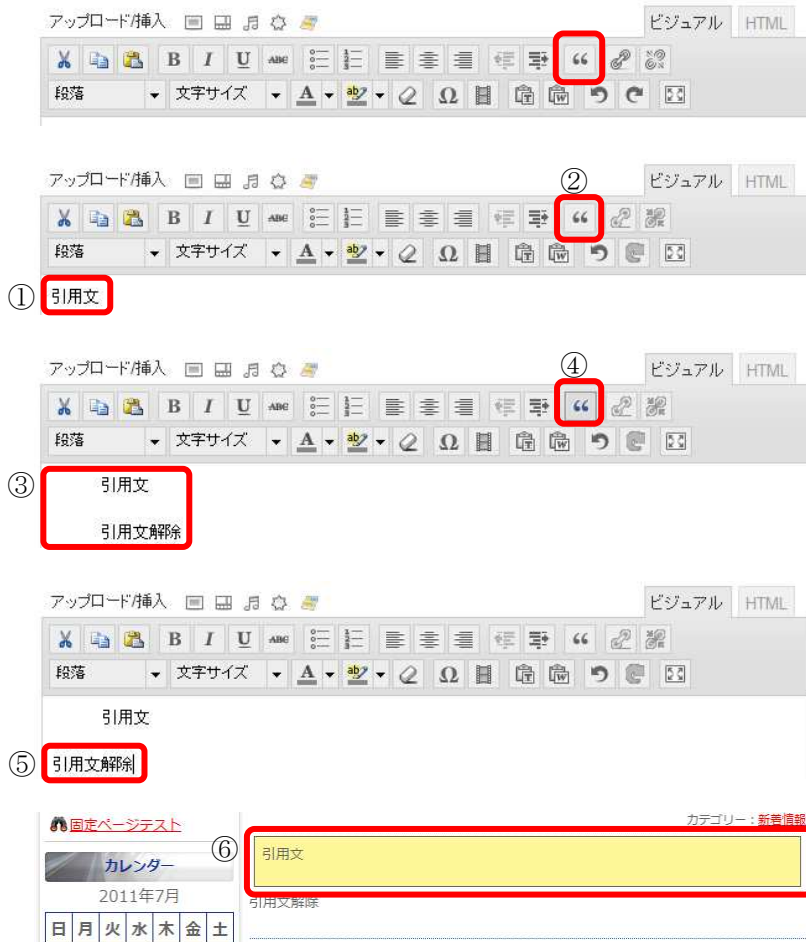 アップロード/挿入 ビジュアル HTML
B I U ABC “
段落 文字サイズ A ab Ω T W
②
アップロード/挿入 ビジュアル HTML
B I U ABC “
段落 文字サイズ A ab Ω T W
① 引用文
④
アップロード/挿入 ビジュアル HTML
B I U ABC “
段落 文字サイズ A ab Ω T W
③ 引用文
引用文解除
アップロード/挿入 ビジュアル HTML
B I U ABC “
段落 文字サイズ A ab Ω T W
引用文
⑤ 引用文解除
固定ページテスト カテゴリー：新着情報
⑥ 引用文
カレンダー
2011年7月 引用文解除
日 月 火 水 木 金 土